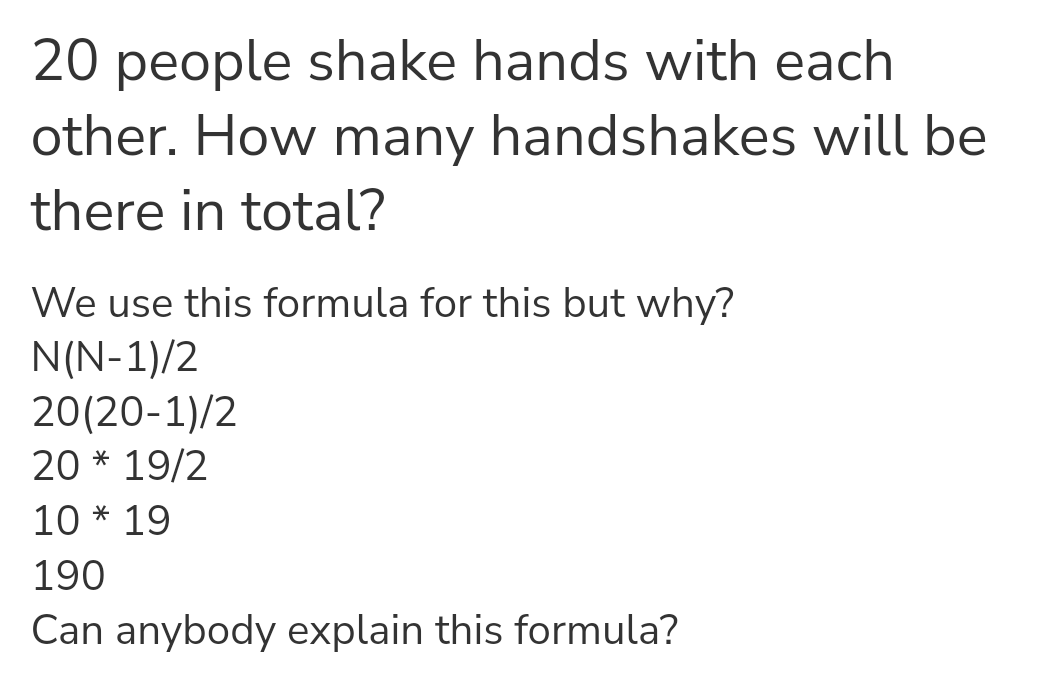 20 people shake hands with each
other. How many handshakes will be
there in total?
We use this formula for this but why?
N(N-1)/2
20(20-1)/2
20 * 19/2
10 * 19
190
Can anybody explain this formula?